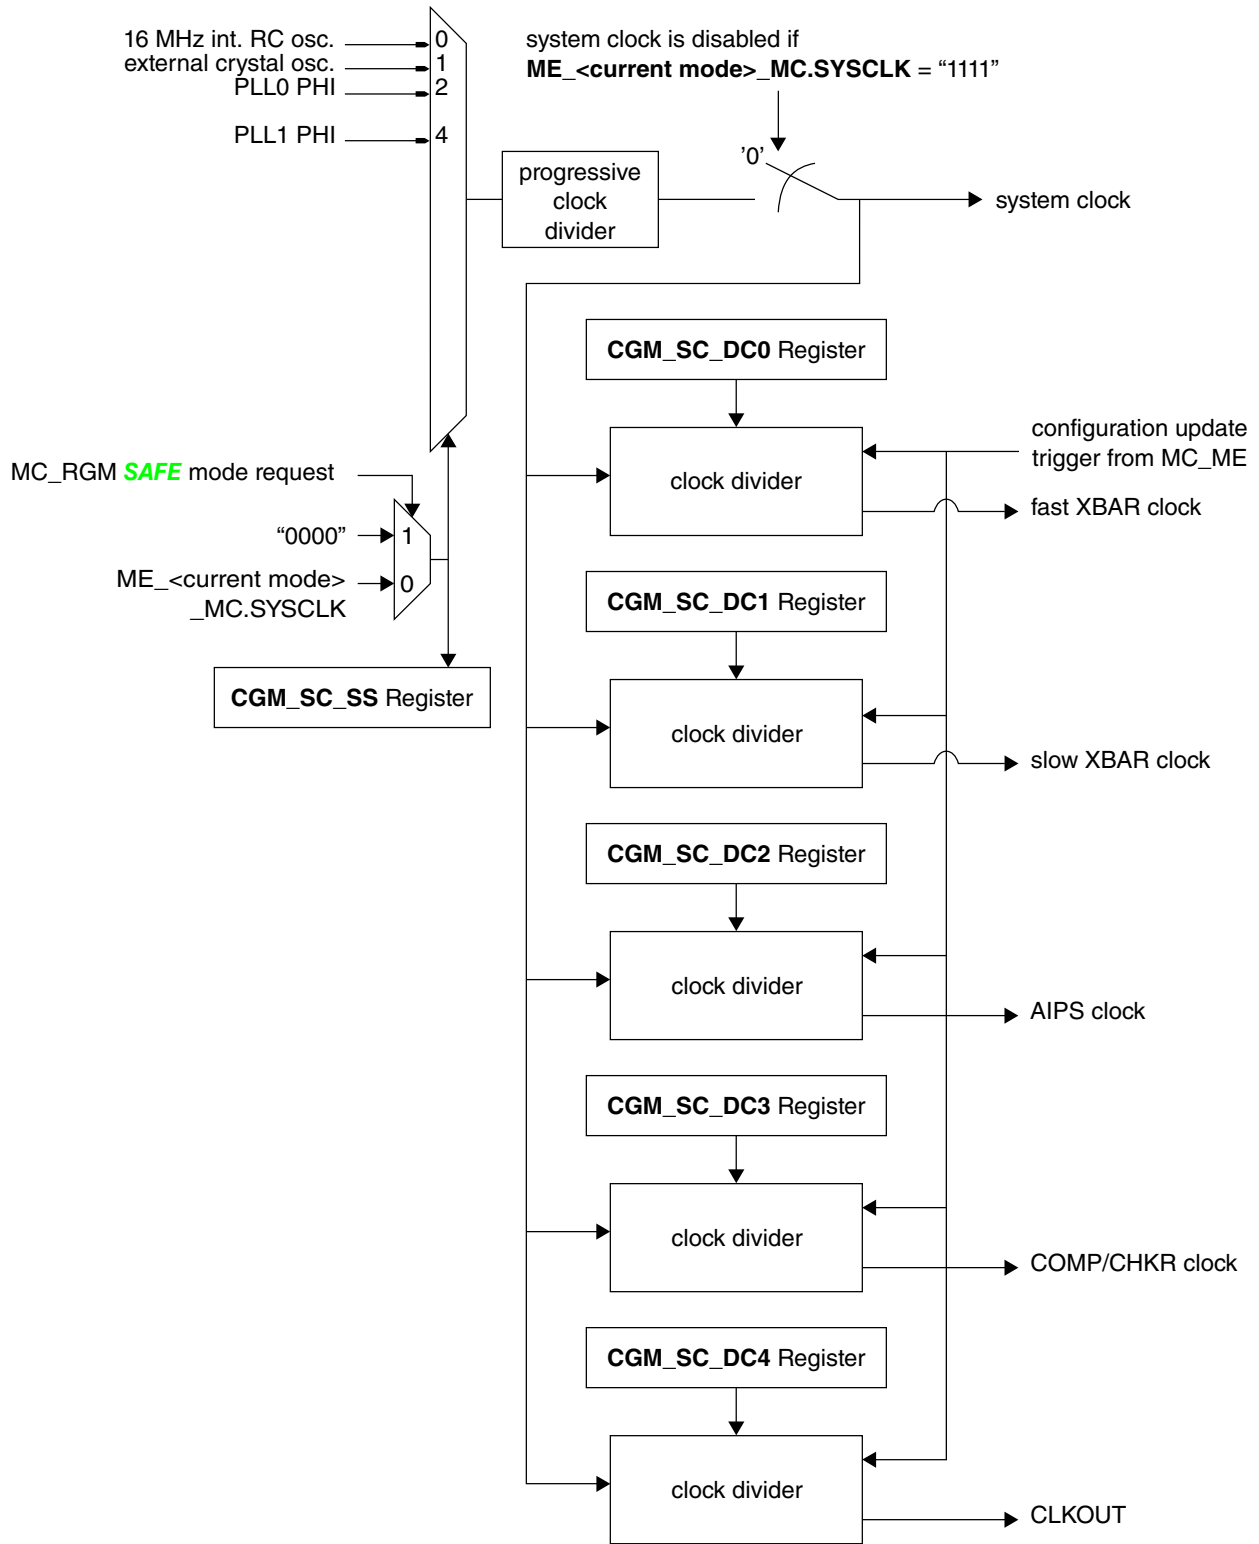 16 MHz int. RC osc.
0
external crystal osc.
1
PLL0 PHI
2
PLL1 PHI
4
system clock is disabled if
ME_<current mode>_MC.SYSCLK = “1111”
’0’
progressive
clock
divider
system clock
CGM_SC_DC0 Register
clock divider
configuration update
trigger from MC_ME
fast XBAR clock
MC_RGM SAFE mode request
“0000”
1
ME_<current mode>
_MC.SYSCLK
0
CGM_SC_SS Register
CGM_SC_DC1 Register
clock divider
slow XBAR clock
CGM_SC_DC2 Register
clock divider
AIPS clock
CGM_SC_DC3 Register
clock divider
COMP/CHKR clock
CGM_SC_DC4 Register
clock divider
CLKOUT